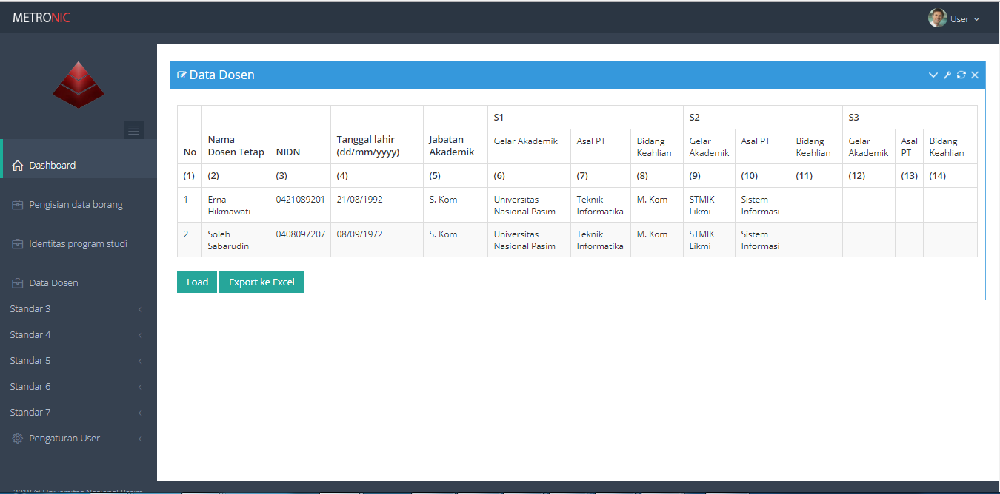 METRONIC
User
Dashboard
Pengisian data borang
Identitas program studi
Data Dosen
Standar 3
Standar 4
Standar 5
Standar 6
Standar 7
Pengaturan User
2018 © Universitas Nasional Pasim
Data Dosen
S1 S2 S3
No Nama Dosen Tetap NIDN Tanggal lahir (dd/mm/yyyy) Jabatan Akademik Gelar Akademik Asal PT Bidang Keahlian Gelar Akademik Asal PT Bidang Keahlian Gelar Akademik Asal PT Bidang Keahlian
(1) (2) (3) (4) (5) (6) (7) (8) (9) (10) (11) (12) (13) (14)
1 Erna Hikmawati 0421089201 21/08/1992 S. Kom Universitas Nasional Pasim Teknik Informatika M. Kom STMIK Likmi Sistem Informasi
2 Soleh Sabarudin 0408097207 08/09/1972 S. Kom Universitas Nasional Pasim Teknik Informatika M. Kom STMIK Likmi Sistem Informasi
Load Export ke Excel